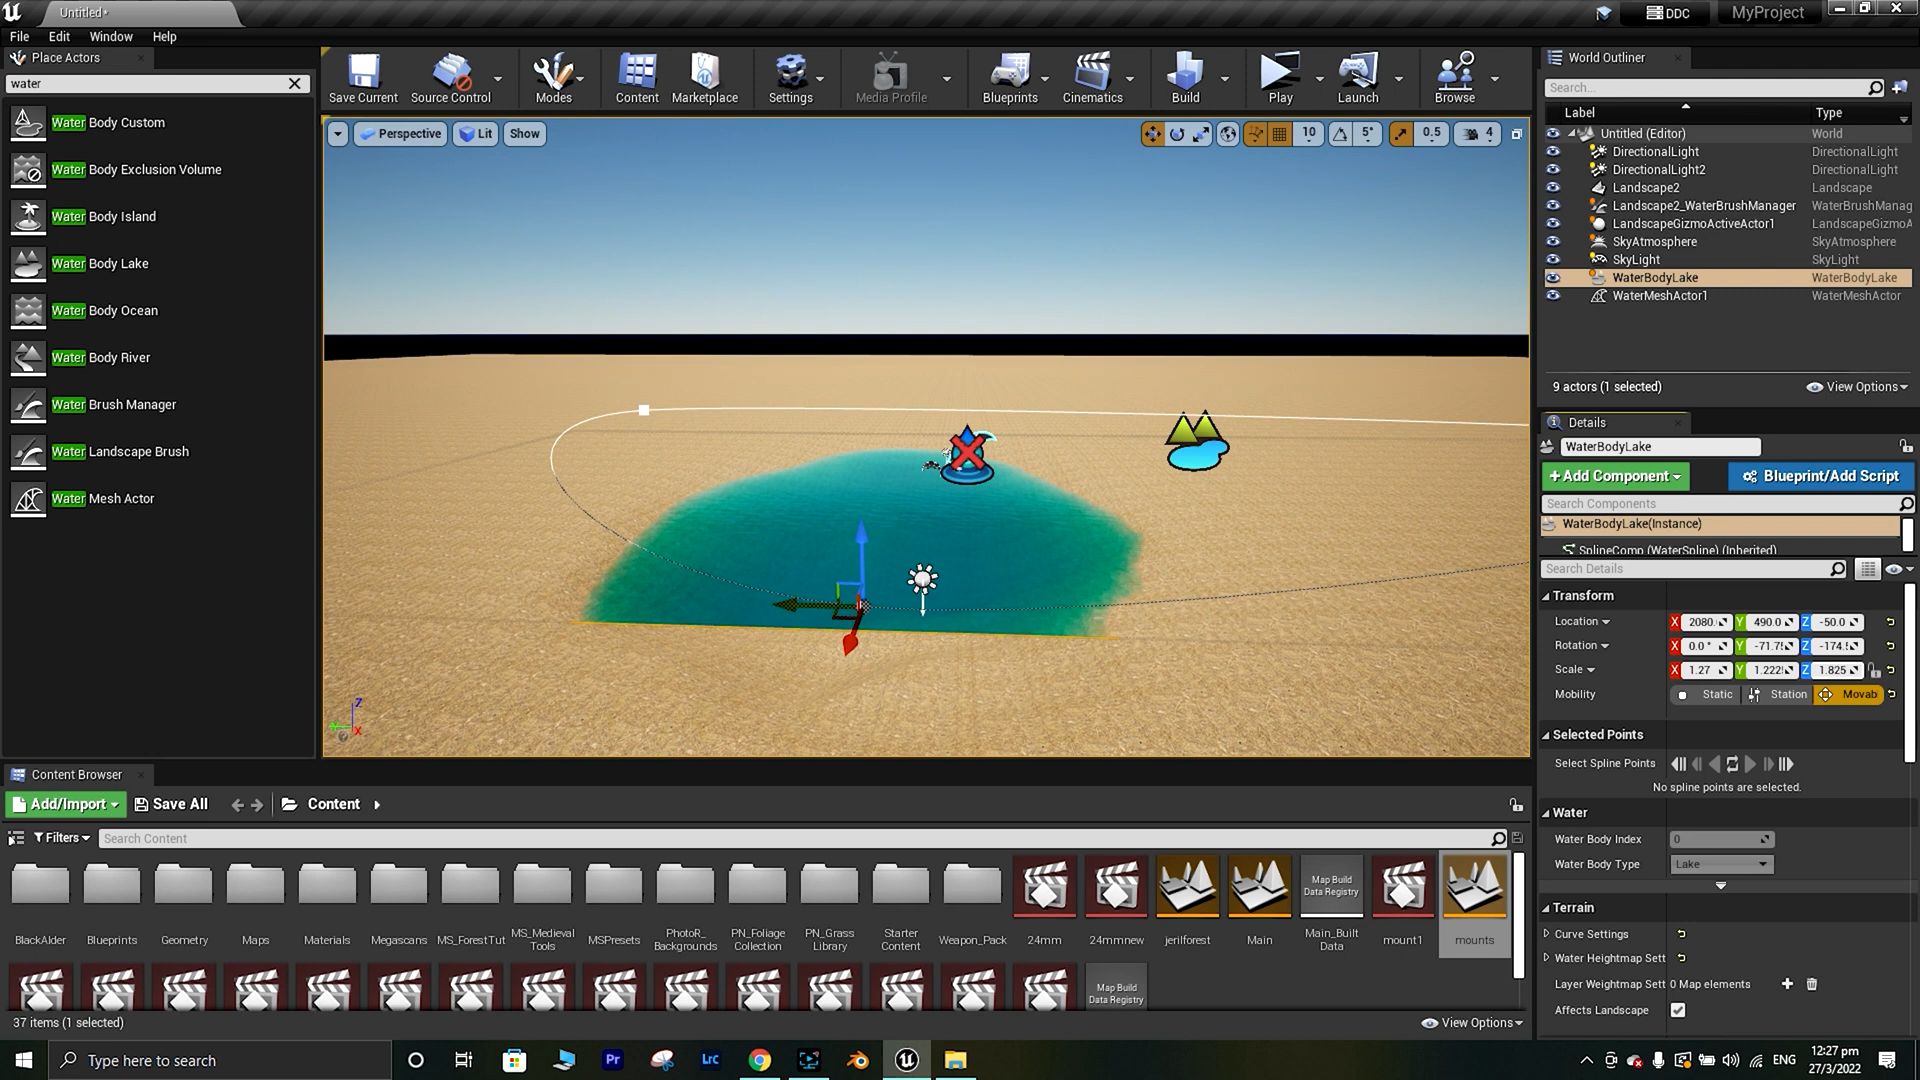 Untitled*
DDC
MyProject
File Edit Window Help
Place Actors
water
Water Body Custom
Water Body Exclusion Volume
Water Body Island
Water Body Lake
Water Body Ocean
Water Body River
Water Brush Manager
Water Landscape Brush
Water Mesh Actor
Save Current
Source Control
Modes
Content
Marketplace
Settings
Media Profile
Blueprints
Cinematics
Build
Play
Launch
Browse
Perspective Lit Show
10 5° 0.5 4
Z
X
World Outliner
Search...
Label Type
Untitled (Editor) World
DirectionalLight DirectionalLight
DirectionalLight2 DirectionalLight
Landscape2 Landscape
Landscape2_WaterBrushManager WaterBrushManag
LandscapeGizmoActiveActor1 LandscapeGizmoA
SkyAtmosphere SkyAtmosphere
SkyLight SkyLight
WaterBodyLake WaterBodyLake
WaterMeshActor1 WaterMeshActor
9 actors (1 selected) View Options
Details
WaterBodyLake
+Add Component Blueprint/Add Script
Search Components
WaterBodyLake(Instance)
SplineComp (WaterSpline) (Inherited)
Search Details
Transform
Location X 2080. Y 490.0 Z -50.0
Rotation X 0.0 ° Y -71.7 Z -174.
Scale X 1.27 Y 1.222 Z 1.825
Mobility Static Station Movab
Selected Points
Select Spline Points
No spline points are selected.
Water
Water Body Index 0
Water Body Type Lake
Terrain
Curve Settings
Water Heightmap Sett
Layer Weightmap Sett 0 Map elements
Affects Landscape
Content Browser
Add/Import Save All Content
Filters Search Content
BlackAlder
Blueprints
Geometry
Maps
Materials
Megascans
MS_ForestTut
MS_Medieval
Tools
MSPresets
PhotoR_
Backgrounds
PN_Foliage
Collection
PN_Grass
Library
Starter
Content
Weapon_Pack
24mm
24mmnew
jerilforest
Main
Map Build
Data Registry
Main_Built
Data
mount1
mounts
Map Build
Data Registry
37 items (1 selected)
View Options
Type here to search
Pr
Lrc
ENG
12:27 pm
27/3/2022